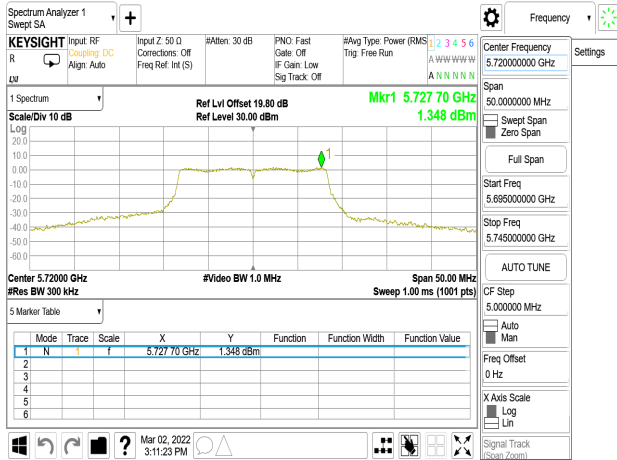 Spectrum Analyzer 1
Swept SA
Frequency
KEYSIGHT
R
Input: RF
Coupling: DC
Align: Auto
Input Z: 50 Ω
Corrections: Off
Freq Ref: Int (S)
#Atten: 30 dB
PNO: Fast
Gate: Off
IF Gain: Low
Sig Track: Off
#Avg Type: Power (RMS
Trig: Free Run
1 2 3 4 5 6
A W W W W W
A N N N N N
Settings
1 Spectrum
Scale/Div 10 dB
Ref Lvl Offset 19.80 dB
Ref Level 30.00 dBm
Mkr1 5.727 70 GHz
1.348 dBm
Log
20.0
10.0
0.00
-10.0
-20.0
-30.0
-40.0
-50.0
-60.0
1
Center 5.72000 GHz
#Res BW 300 kHz
#Video BW 1.0 MHz
Span 50.00 MHz
Sweep 1.00 ms (1001 pts)
5 Marker Table
Mode Trace Scale X Y Function Function Width Function Value
1 N 1 f 5.727 70 GHz 1.348 dBm
2
3
4
5
6
Mar 02, 2022
3:11:23 PM
?
Center Frequency
5.720000000 GHz
Span
50.0000000 MHz
Swept Span
Zero Span
Full Span
Start Freq
5.695000000 GHz
Stop Freq
5.745000000 GHz
AUTO TUNE
CF Step
5.000000 MHz
Auto
Man
Freq Offset
0 Hz
X Axis Scale
Log
Lin
Signal Track
(Span Zoom)